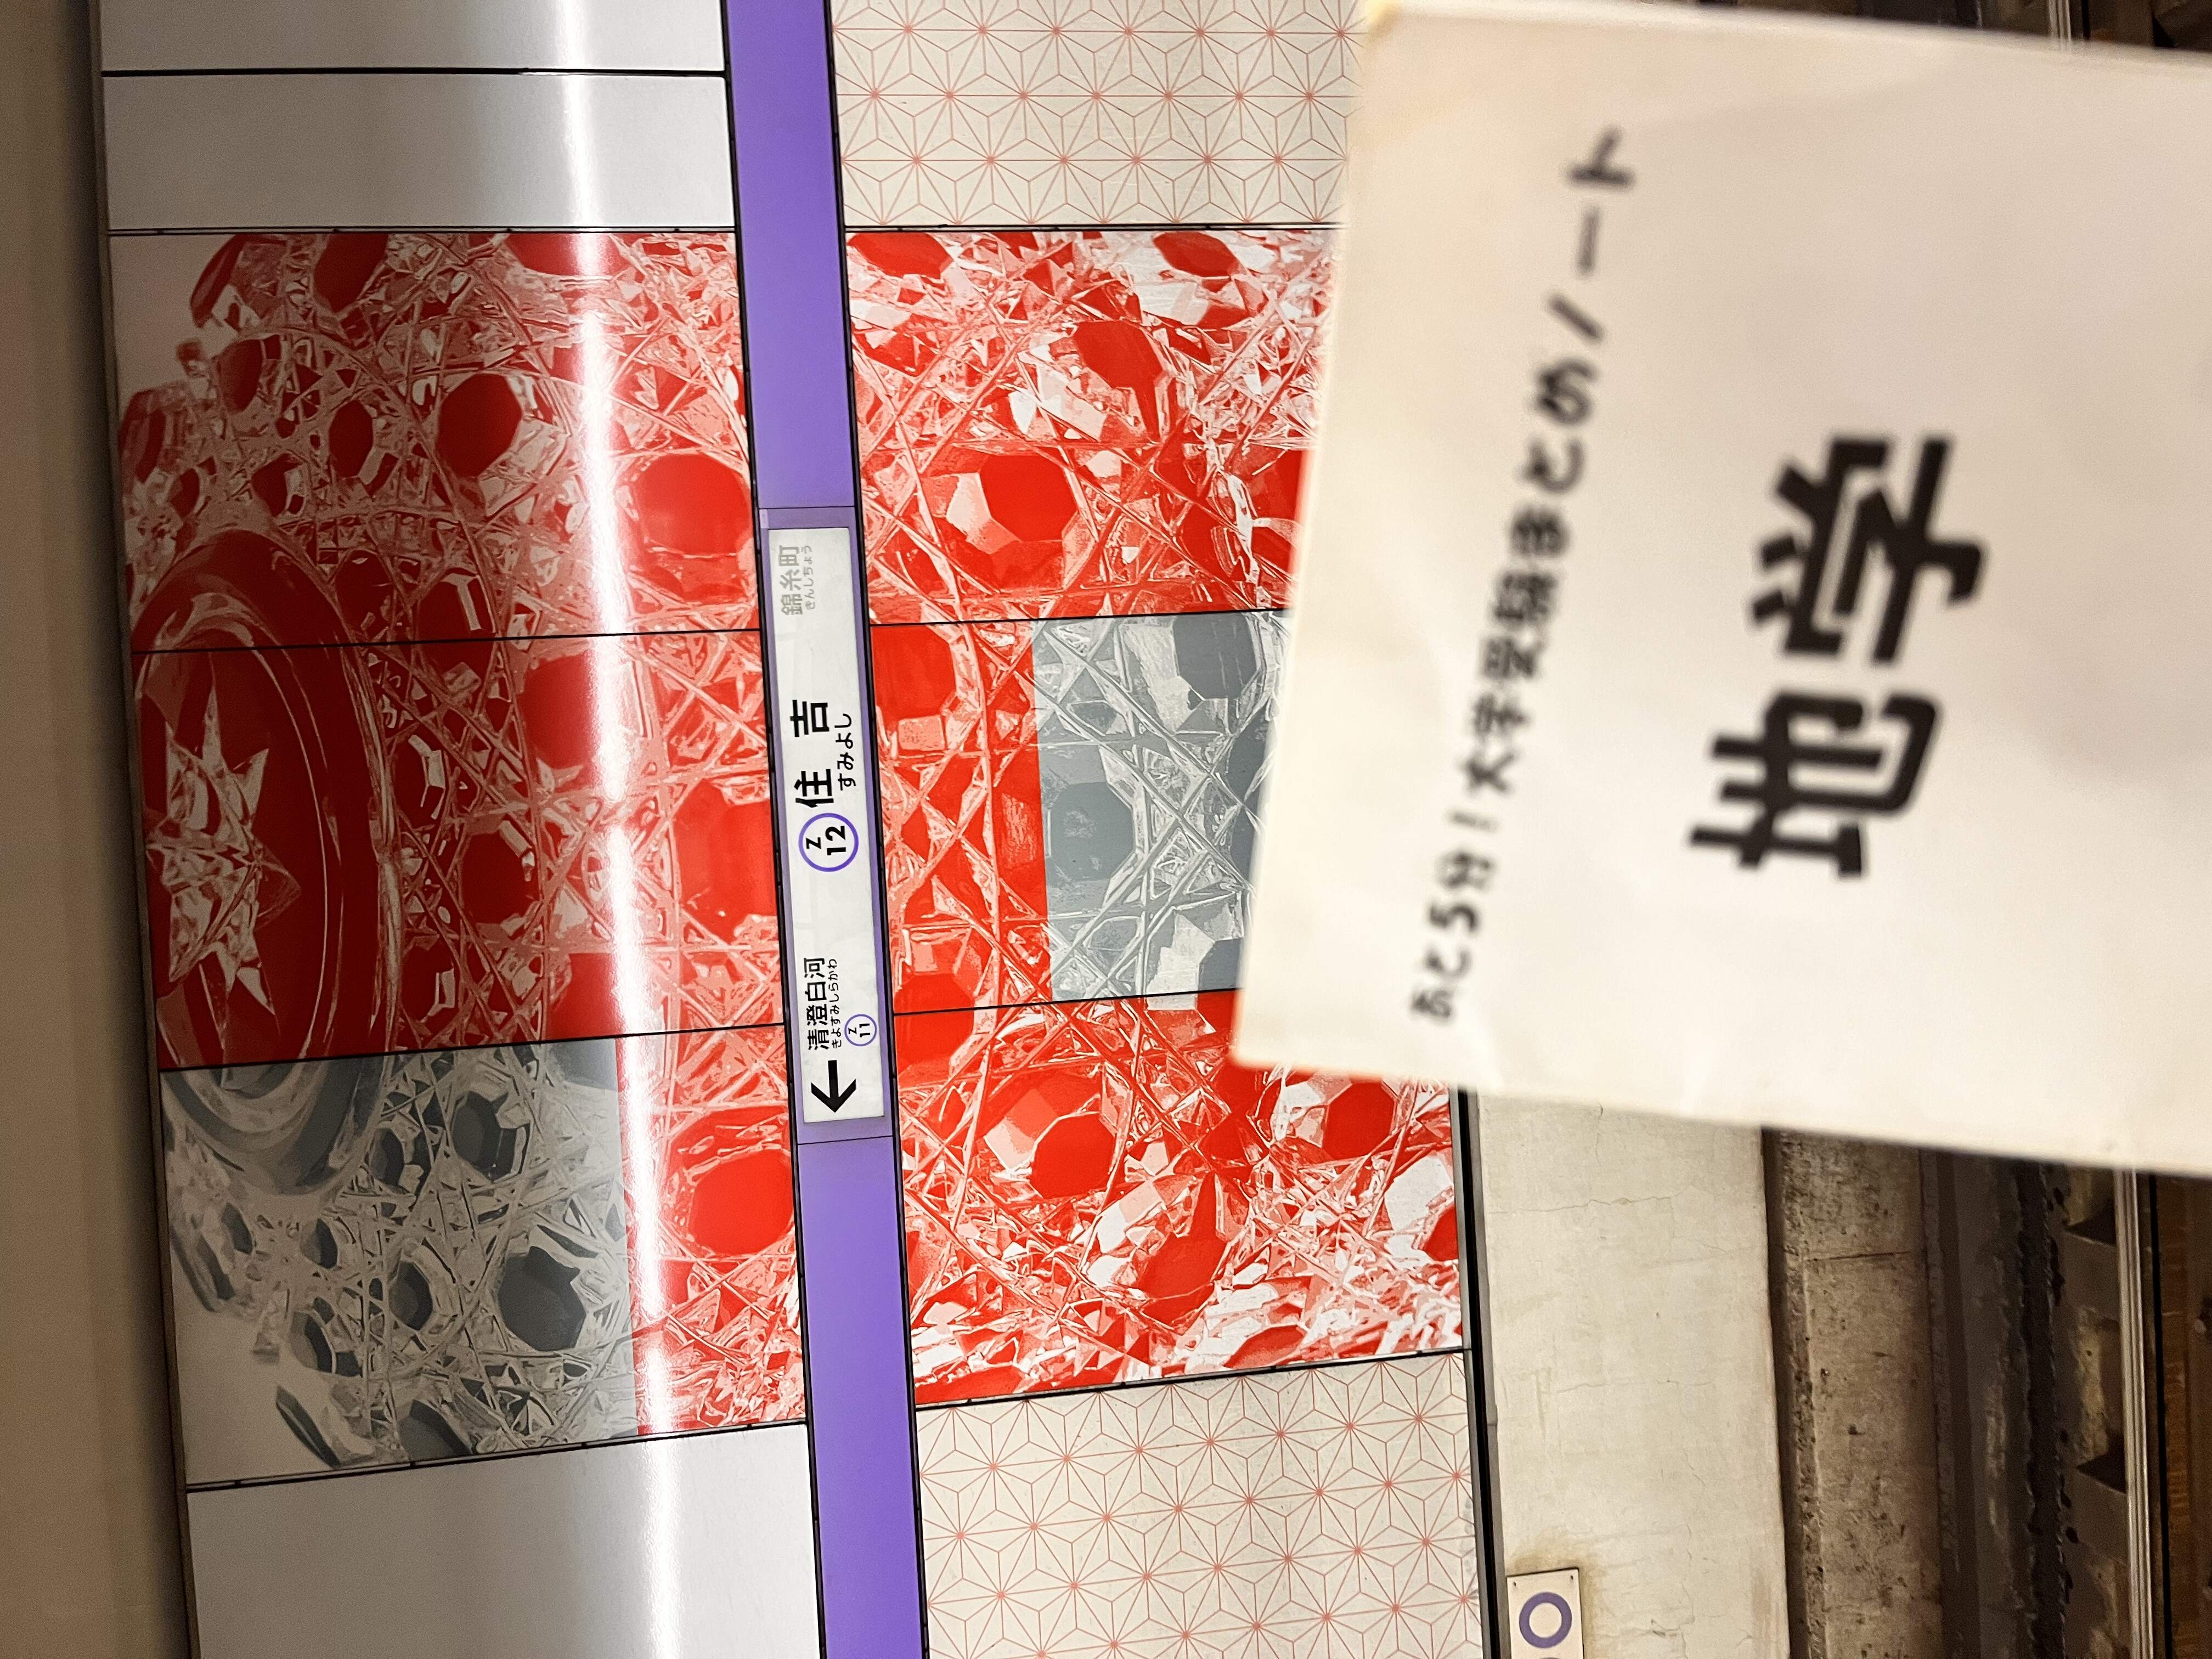 清澄白河
きよすみしらかわ
Z
11
Z
12
住吉
すみよし
錦糸町
きんしちょう
あと5分!大学受験まとめノート
地学